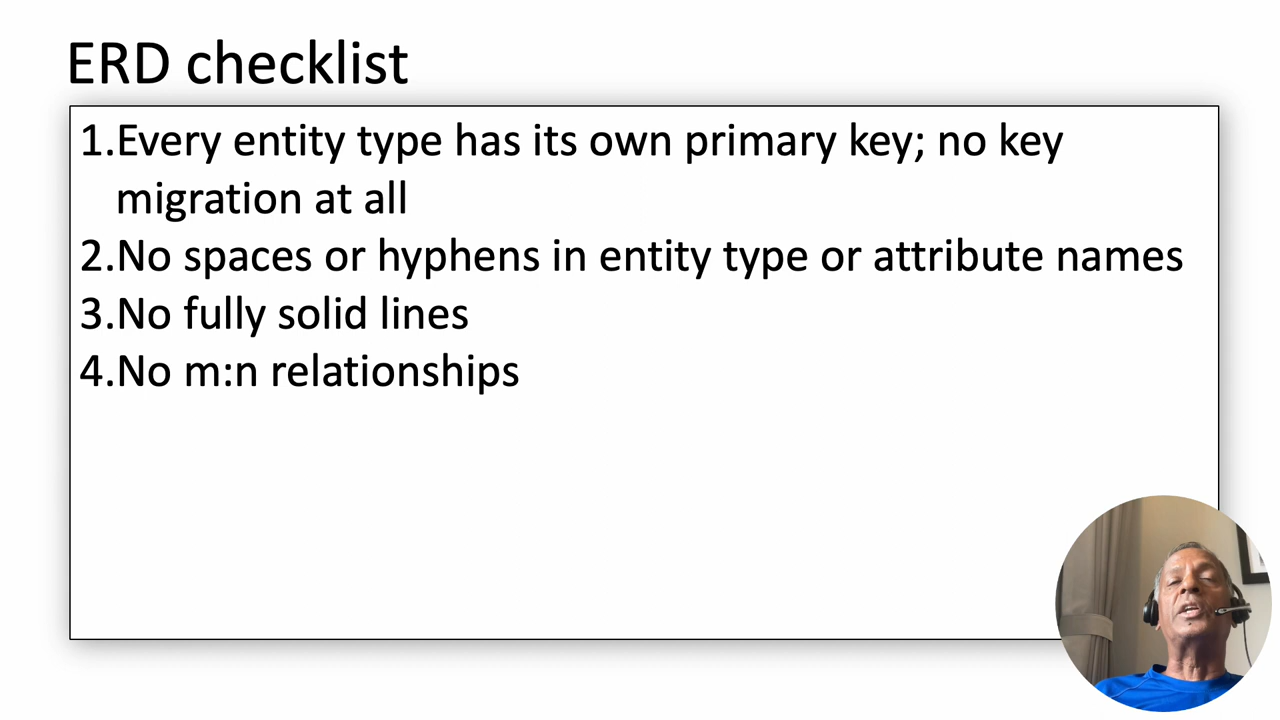 ERD checklist
1.Every entity type has its own primary key; no key
migration at all
2.No spaces or hyphens in entity type or attribute names
3.No fully solid lines
4.No m:n relationships